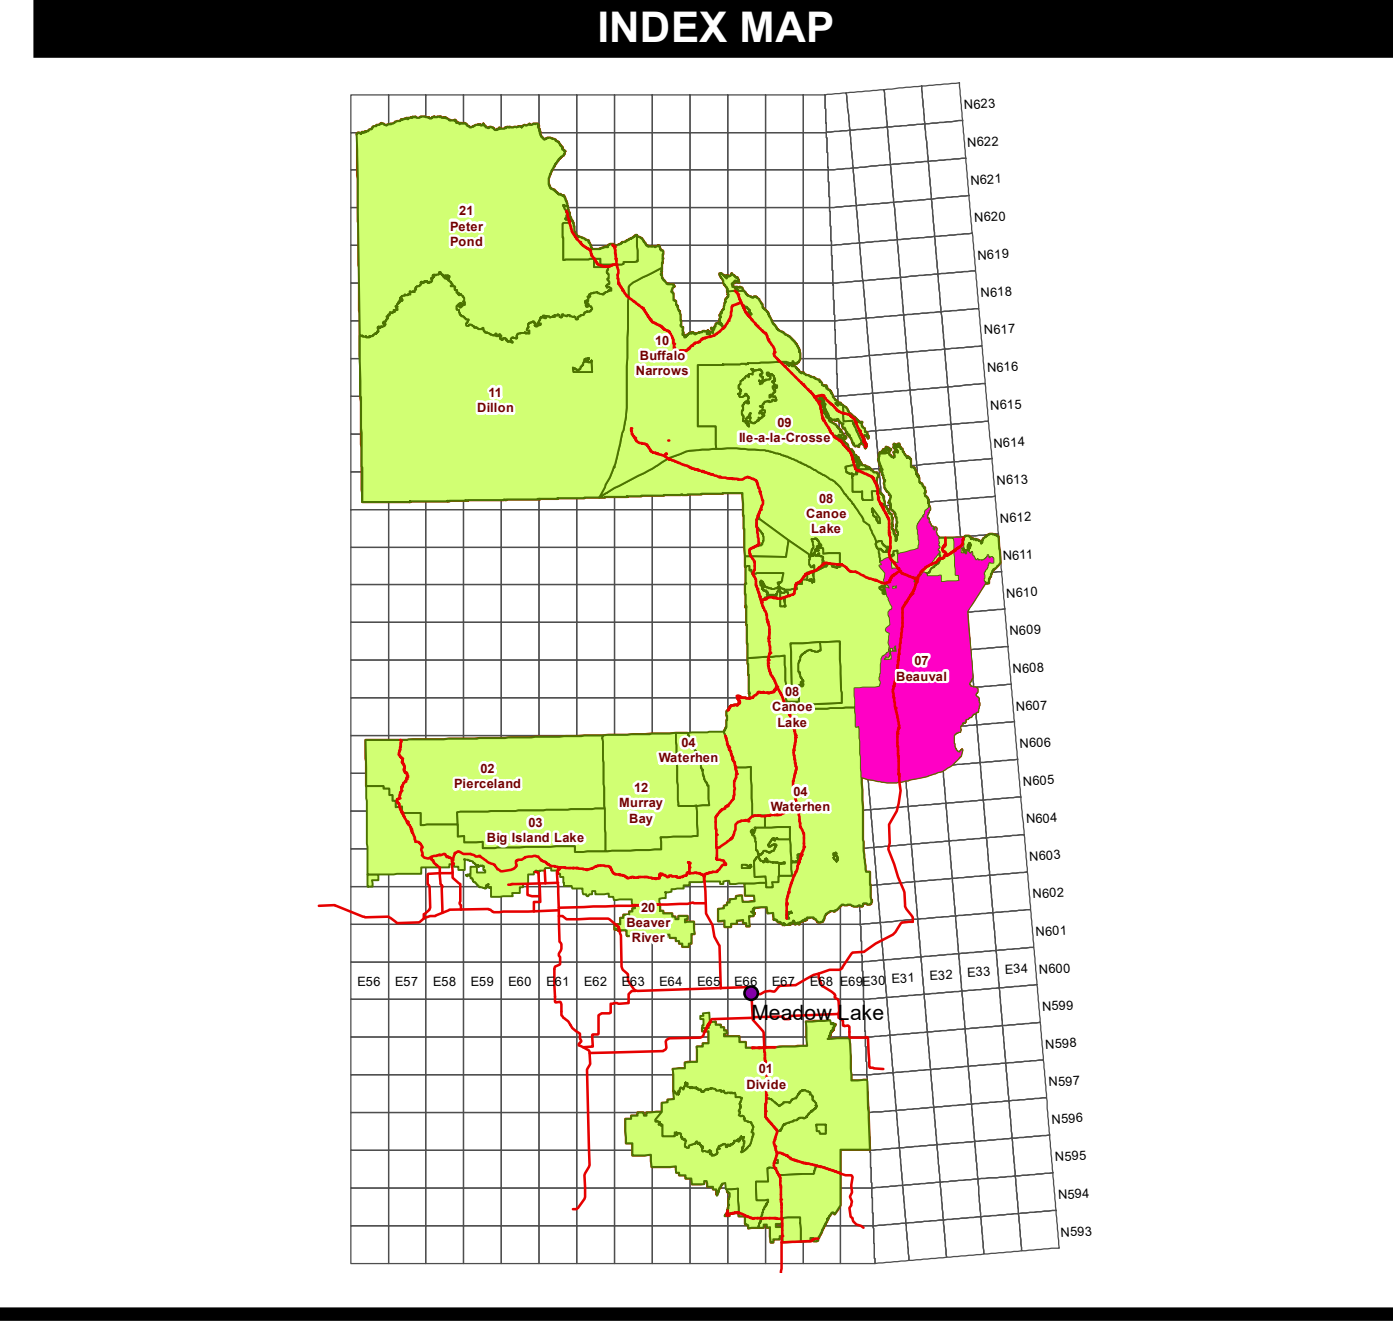 INDEX MAP
N623
N622
N621
N620
N619
N618
N617
N616
N615
N614
N613
N612
N611
N610
N609
N608
N607
N606
N605
N604
N603
N602
N601
N600
N599
N598
N597
N596
N595
N594
N593
21
Peter
Pond
10
Buffalo
Narrows
11
Dillon
09
Ile-a-la-Crosse
08
Canoe
Lake
07
Beauval
08
Canoe
Lake
04
Waterhen
02
Pierceland
12
Murray
Bay
04
Waterhen
03
Big Island Lake
20
Beaver
River
E56 E57 E58 E59 E60 E61 E62 E63 E64 E65 E66 E67 E68 E69 E30 E31 E32 E33 E34
Meadow Lake
01
Divide